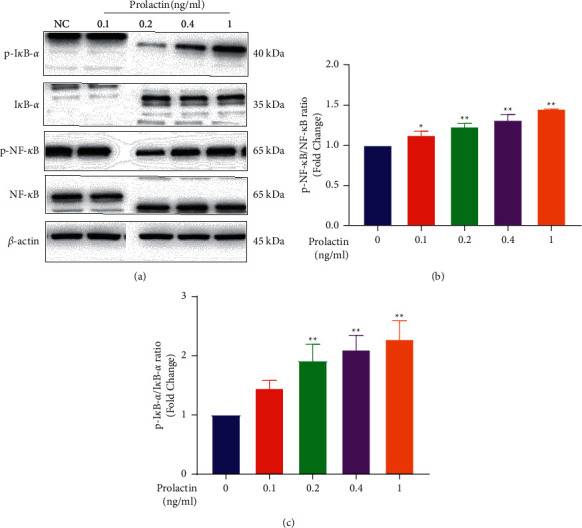 Prolactin(ng/ml)
NC 0.1 0.2 0.4 1
p-IκB-α 40 kDa
IκB-α 35 kDa
p-NF-κB 65 kDa
NF-κB 65 kDa
β-actin 45 kDa
(a)
p-NF-κB/NF-κB ratio
(Fold Change)
2.0
1.5
1.0
0.5
0.0
* ** ** **
Prolactin
(ng/ml)
0 0.1 0.2 0.4 1
(b)
p-IκB-α/IκB-α ratio
(Fold Change)
3
2
1
0
** ** **
Prolactin
(ng/ml)
0 0.1 0.2 0.4 1
(c)